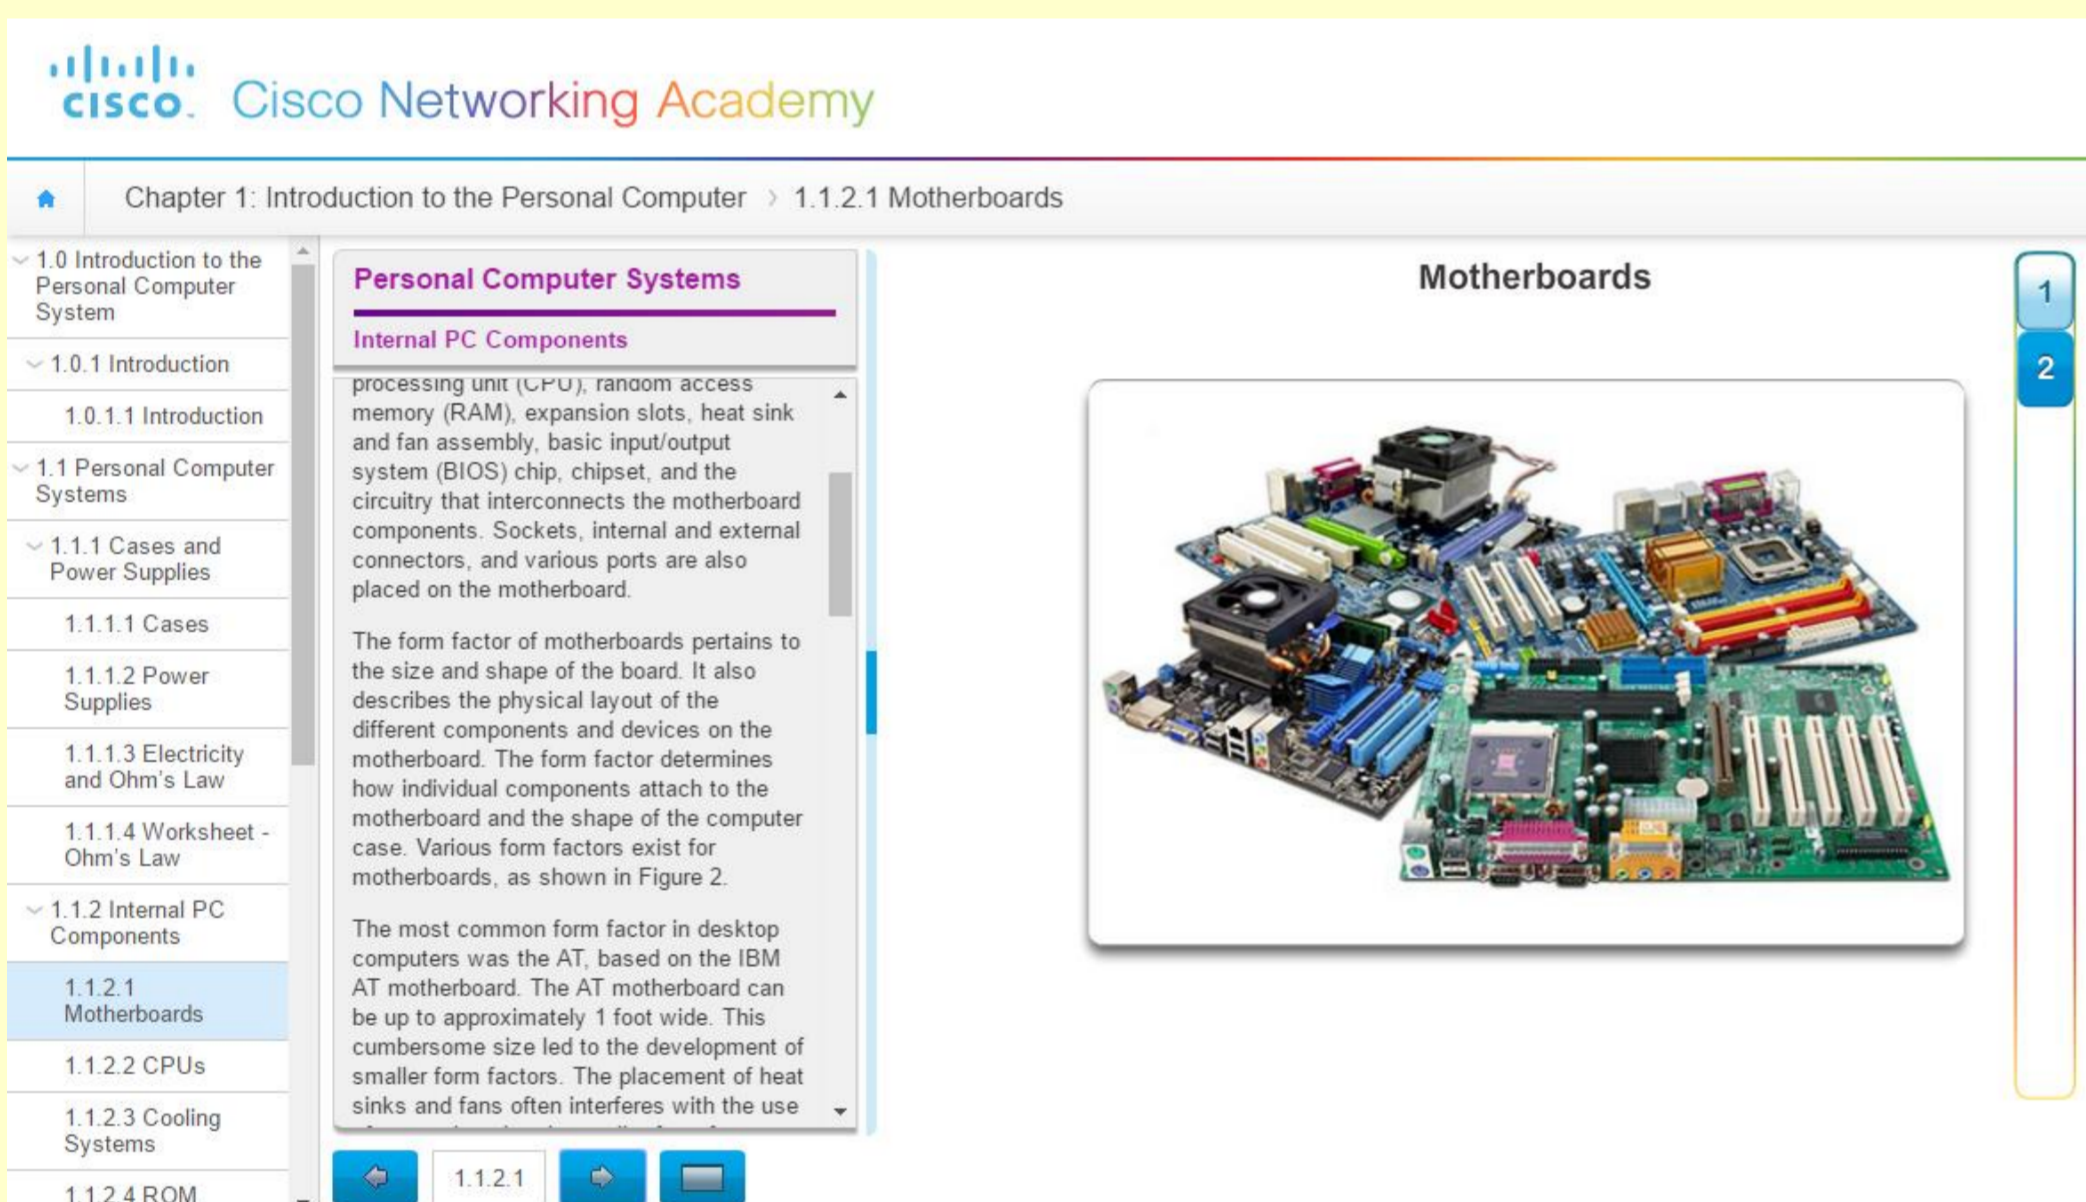 CISCO
Cisco Networking Academy
Chapter 1: Introduction to the Personal Computer > 1.1.2.1 Motherboards
1.0 Introduction to the
Personal Computer
System
1.0.1 Introduction
1.0.1.1 Introduction
1.1 Personal Computer
Systems
1.1.1 Cases and
Power Supplies
1.1.1.1 Cases
1.1.1.2 Power
Supplies
1.1.1.3 Electricity
and Ohm's Law
1.1.1.4 Worksheet -
Ohm's Law
1.1.2 Internal PC
Components
1.1.2.1
Motherboards
1.1.2.2 CPUs
1.1.2.3 Cooling
Systems
1.1.2.4 ROM
Personal Computer Systems
Internal PC Components
processing unit (CPU), random access
memory (RAM), expansion slots, heat sink
and fan assembly, basic input/output
system (BIOS) chip, chipset, and the
circuitry that interconnects the motherboard
components. Sockets, internal and external
connectors, and various ports are also
placed on the motherboard.
The form factor of motherboards pertains to
the size and shape of the board. It also
describes the physical layout of the
different components and devices on the
motherboard. The form factor determines
how individual components attach to the
motherboard and the shape of the computer
case. Various form factors exist for
motherboards, as shown in Figure 2.
The most common form factor in desktop
computers was the AT, based on the IBM
AT motherboard. The AT motherboard can
be up to approximately 1 foot wide. This
cumbersome size led to the development of
smaller form factors. The placement of heat
sinks and fans often interferes with the use
1.1.2.1
Motherboards
1
2